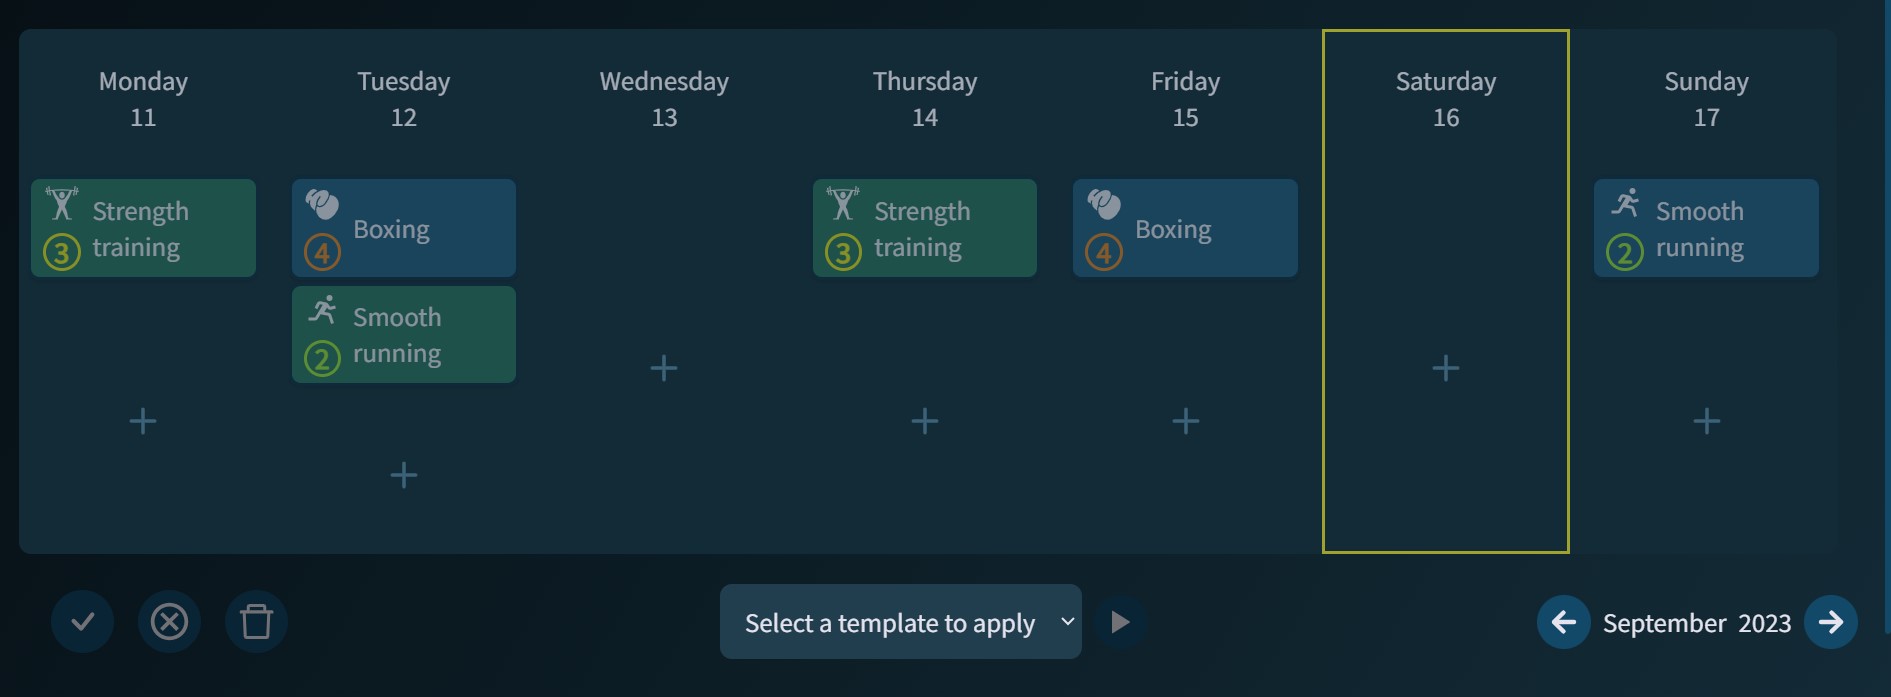 Monday
11
Tuesday
12
Wednesday
13
Thursday
14
Friday
15
Saturday
16
Sunday
17
Strength
training
3
Boxing
4
Smooth
running
2
Strength
training
3
Boxing
4
Smooth
running
2
Select a template to apply
September 2023